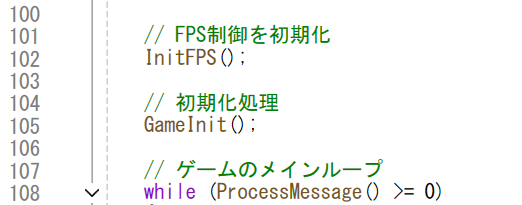 100
101 // FPS制御を初期化
102 InitFPS();
103
104 // 初期化処理
105 GameInit();
106
107 // ゲームのメインループ
108 while (ProcessMessage() >= 0)